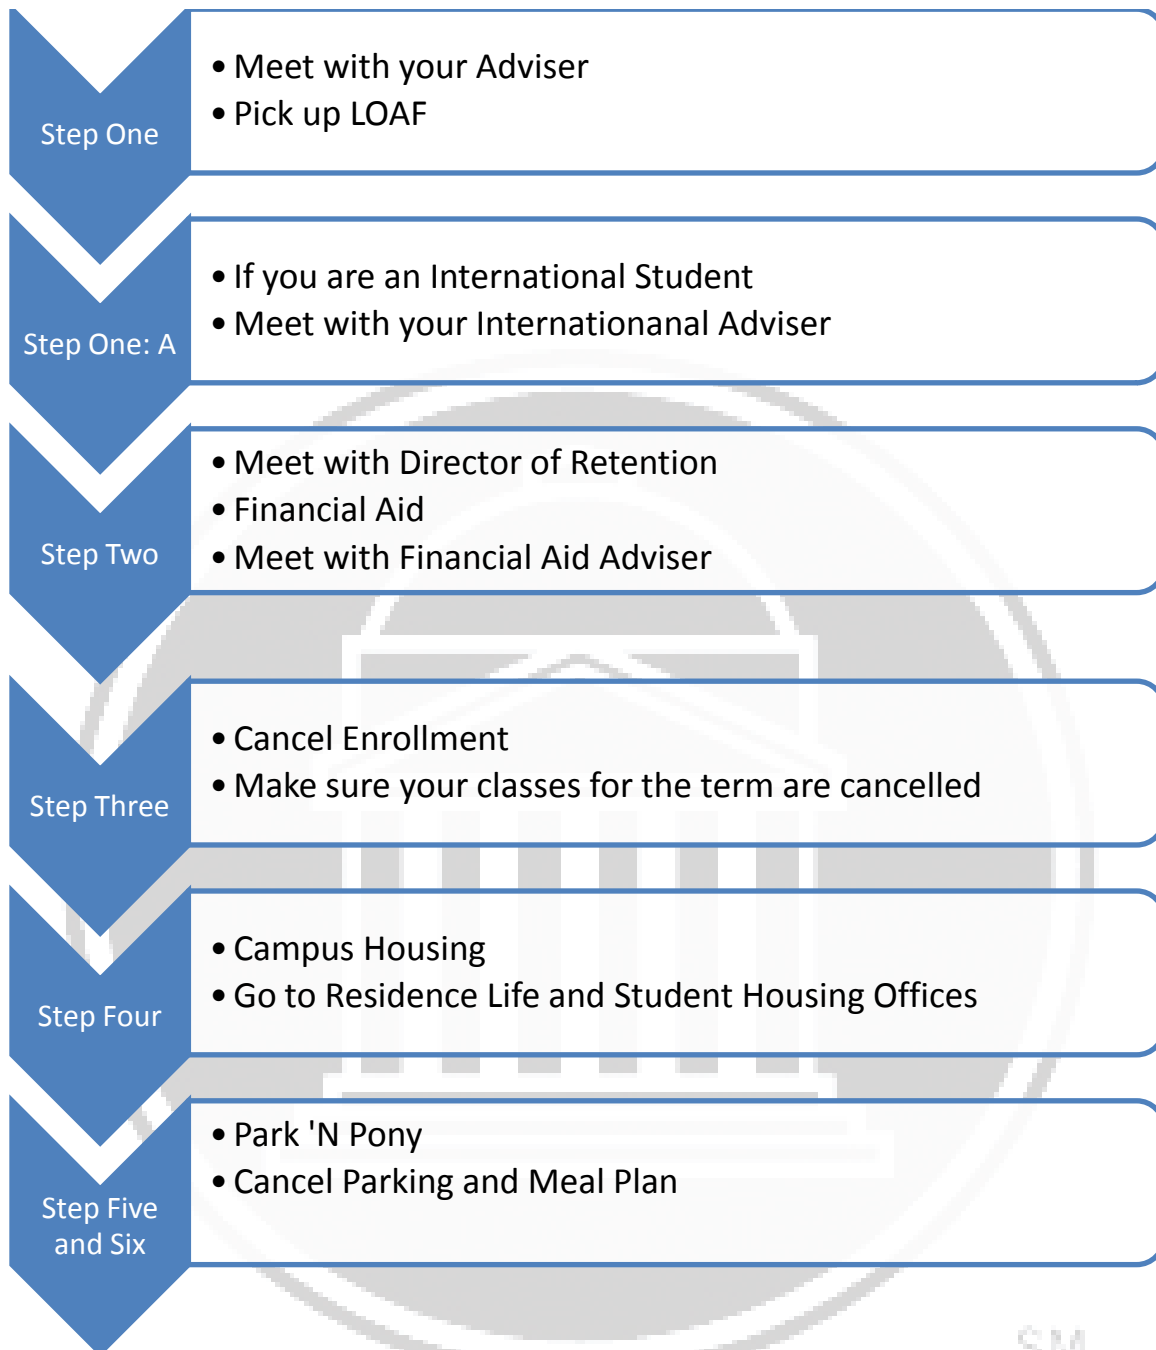 Step One
• Meet with your Adviser
• Pick up LOAF
Step One: A
• If you are an International Student
• Meet with your Internationanal Adviser
Step Two
• Meet with Director of Retention
• Financial Aid
• Meet with Financial Aid Adviser
Step Three
• Cancel Enrollment
• Make sure your classes for the term are cancelled
Step Four
• Campus Housing
• Go to Residence Life and Student Housing Offices
Step Five
and Six
• Park 'N Pony
• Cancel Parking and Meal Plan
SM